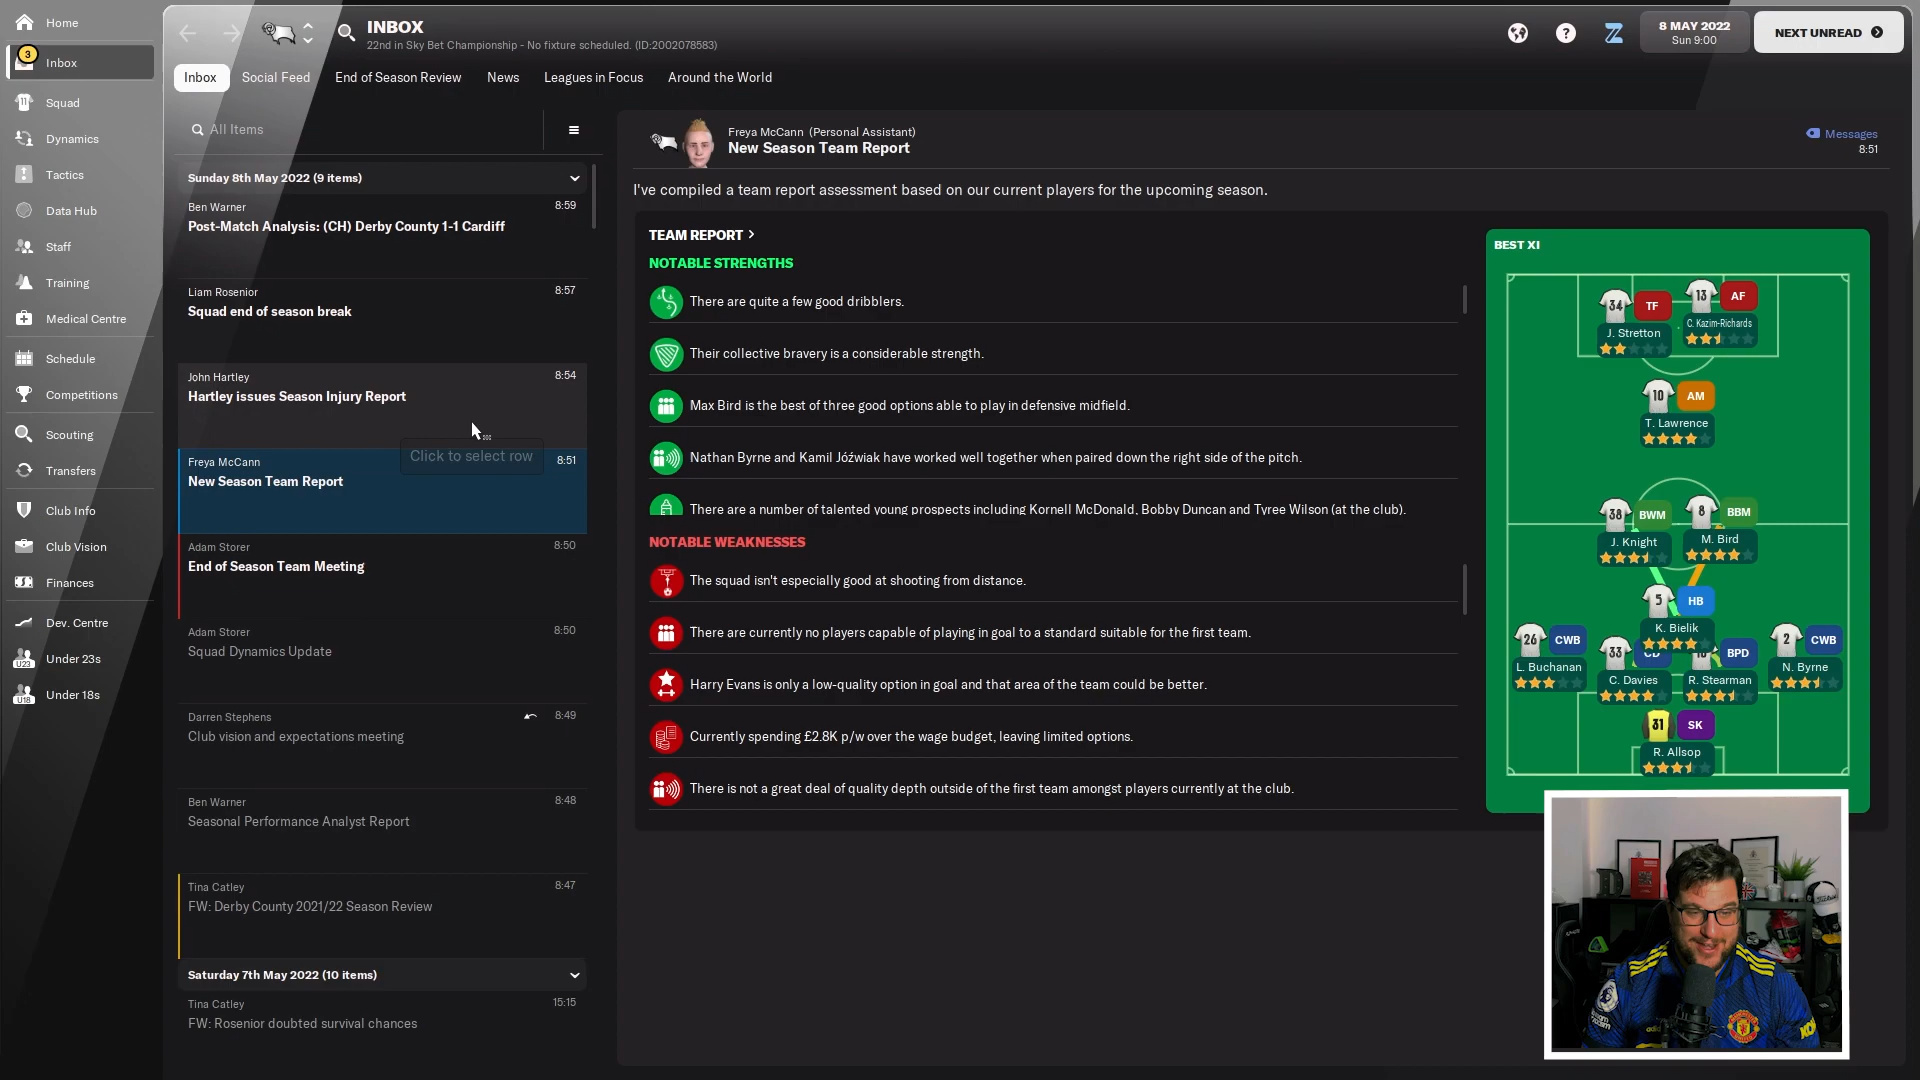 Home
3
Inbox
Squad
Dynamics
Tactics
Data Hub
Staff
Training
Medical Centre
Schedule
Competitions
Scouting
Transfers
Club Info
Club Vision
Finances
Dev. Centre
U23
Under 23s
U18
Under 18s
INBOX
22nd in Sky Bet Championship - No fixture scheduled. (ID:2002078583)
8 MAY 2022
Sun 9:00
NEXT UNREAD
Inbox
Social Feed
End of Season Review
News
Leagues in Focus
Around the World
All Items
Sunday 8th May 2022 (9 items)
Ben Warner
8:59
Post-Match Analysis: (CH) Derby County 1-1 Cardiff
Liam Rosenior
8:57
Squad end of season break
John Hartley
8:54
Hartley issues Season Injury Report
Click to select row
Freya McCann
8:51
New Season Team Report
Adam Storer
8:50
End of Season Team Meeting
Adam Storer
8:50
Squad Dynamics Update
Darren Stephens
8:49
Club vision and expectations meeting
Ben Warner
8:48
Seasonal Performance Analyst Report
Tina Catley
8:47
FW: Derby County 2021/22 Season Review
Saturday 7th May 2022 (10 items)
Tina Catley
15:15
FW: Rosenior doubted survival chances
Freya McCann (Personal Assistant)
New Season Team Report
Messages
8:51
I've compiled a team report assessment based on our current players for the upcoming season.
TEAM REPORT >
NOTABLE STRENGTHS
There are quite a few good dribblers.
Their collective bravery is a considerable strength.
Max Bird is the best of three good options able to play in defensive midfield.
Nathan Byrne and Kamil Jóźwiak have worked well together when paired down the right side of the pitch.
There are a number of talented young prospects including Kornell McDonald, Bobby Duncan and Tyree Wilson (at the club).
NOTABLE WEAKNESSES
The squad isn't especially good at shooting from distance.
There are currently no players capable of playing in goal to a standard suitable for the first team.
Harry Evans is only a low-quality option in goal and that area of the team could be better.
Currently spending £2.8K p/w over the wage budget, leaving limited options.
There is not a great deal of quality depth outside of the first team amongst players currently at the club.
BEST XI
34 TF
J. Stretton
13 AF
C. Kazim-Richards
10 AM
T. Lawrence
38 BWM
J. Knight
8 BBM
M. Bird
5 HB
K. Bielik
26 CWB
L. Buchanan
33 CD
C. Davies
BPD
R. Stearman
2 CWB
N. Byrne
31 SK
R. Allsop